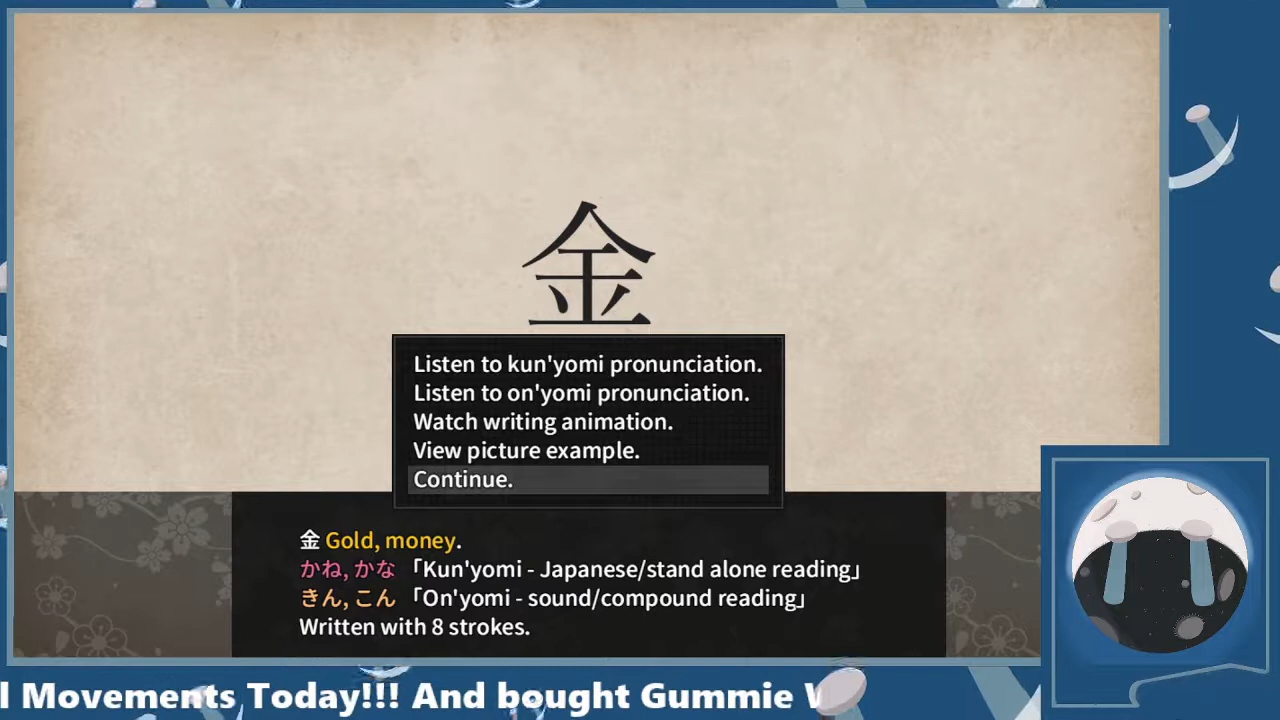 金
Listen to kun'yomi pronunciation.
Listen to on'yomi pronunciation.
Watch writing animation.
View picture example.
Continue.
金 Gold, money.
かね, かな 「Kun'yomi - Japanese/stand alone reading」
きん, こん 「On'yomi - sound/compound reading」
Written with 8 strokes.
Movements Today!!! And bought Gummie